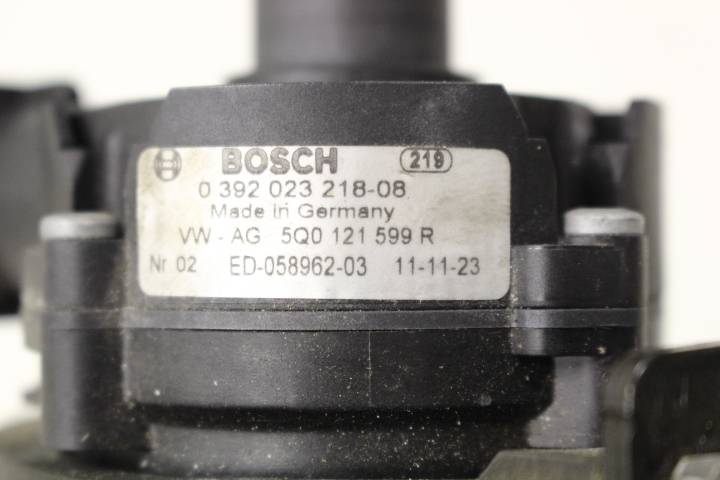 BOSCH 219
0 392 023 218-08
Made in Germany
VW - AG 5Q0 121 599 R
Nr 02 ED-058962-03 11-11-23